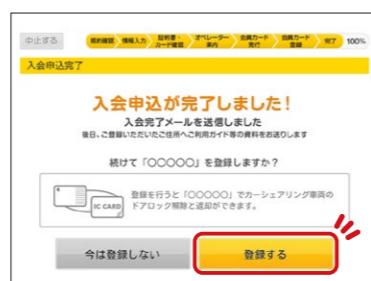 中止する
規約確認 情報入力 証明書・カード確認 オペレーター案内 会員カード発行 会員カード登録 完了 100%
入会申込完了
入会申込が完了しました！
入会完了メールを送信しました
後日、ご登録いただいたご住所へご利用ガイド等の資料をお送りします
続けて「○○○○○」を登録しますか？
IC CARD
登録を行うと「○○○○○」でカーシェアリング車両の
ドアロック解除と返却ができます。
今は登録しない
登録する